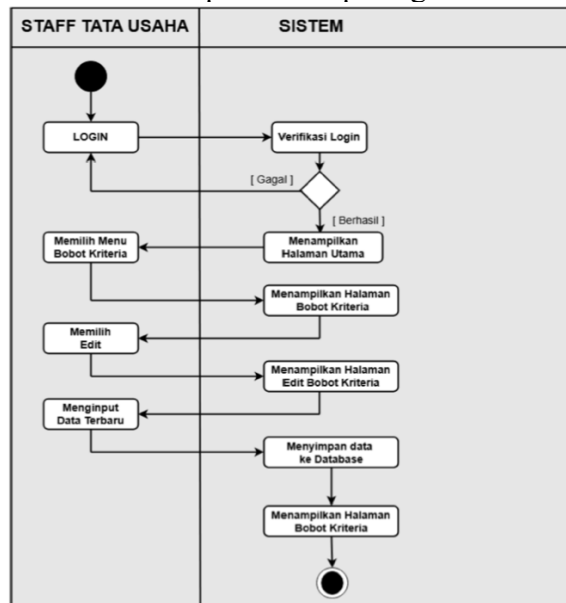 STAFF TATA USAHA
SISTEM
LOGIN
Verifikasi Login
[ Gagal ]
[ Berhasil ]
Memilih Menu
Bobot Kriteria
Menampilkan
Halaman Utama
Menampilkan Halaman
Bobot Kriteria
Memilih
Edit
Menampilkan Halaman
Edit Bobot Kriteria
Menginput
Data Terbaru
Menyimpan data
ke Database
Menampilkan Halaman
Bobot Kriteria